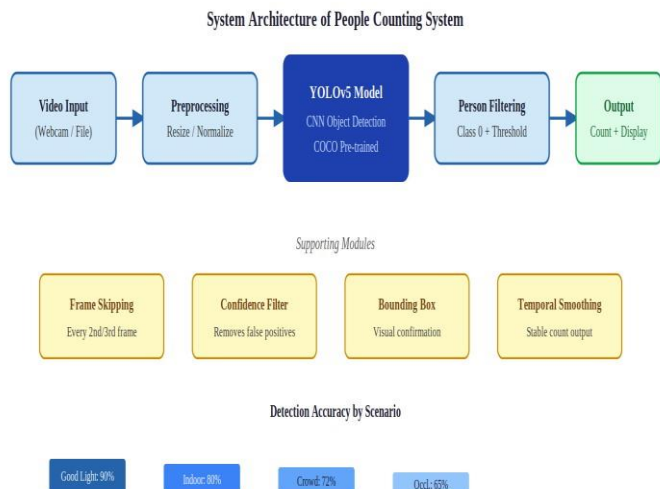 System Architecture of People Counting System
Video Input
(Webcam / File)
Preprocessing
Resize / Normalize
YOLOv5 Model
CNN Object Detection
COCO Pre-trained
Person Filtering
Class 0 + Threshold
Output
Count + Display
Supporting Modules
Frame Skipping
Every 2nd/3rd frame
Confidence Filter
Removes false positives
Bounding Box
Visual confirmation
Temporal Smoothing
Stable count output
Detection Accuracy by Scenario
Good Light: 90%
Indoor: 80%
Crowd: 72%
Occl.: 65%